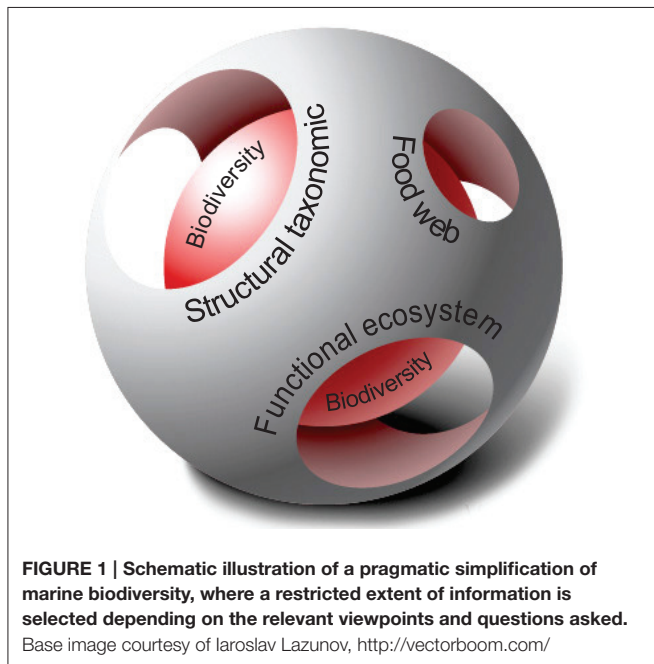 Biodiversity
Structural taxonomic
Food web
Functional ecosystem
Biodiversity
FIGURE 1 | Schematic illustration of a pragmatic simplification of
marine biodiversity, where a restricted extent of information is
selected depending on the relevant viewpoints and questions asked.
Base image courtesy of Iaroslav Lazunov, http://vectorboom.com/